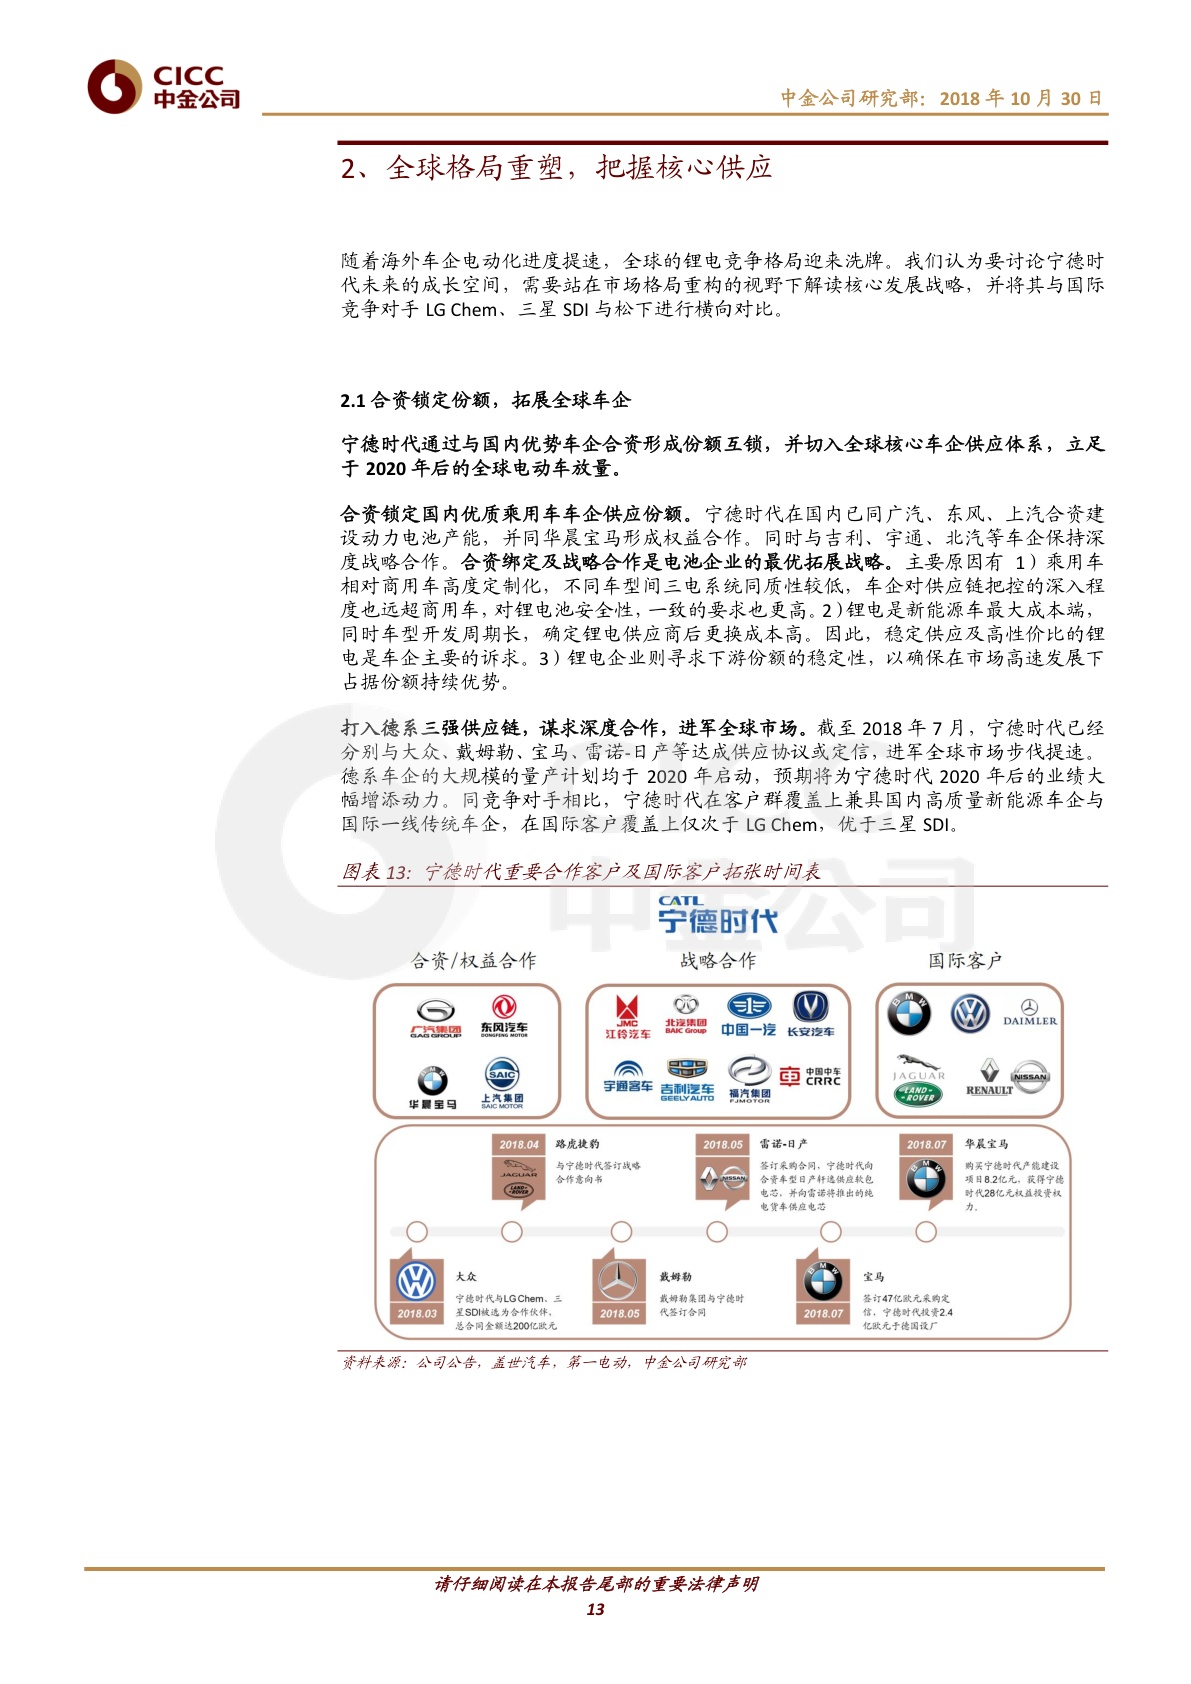 CICC
中金公司
中金公司研究部：2018 年 10 月 30 日
2、全球格局重塑，把握核心供应
随着海外车企电动化进度提速，全球的锂电竞争格局迎来洗牌。我们认为要讨论宁德时
代未来的成长空间，需要站在市场格局重构的视野下解读核心发展战略，并将其与国际
竞争对手 LG Chem、三星 SDI 与松下进行横向对比。
2.1 合资锁定份额，拓展全球车企
宁德时代通过与国内优势车企合资形成份额互锁，并切入全球核心车企供应体系，立足
于 2020 年后的全球电动车放量。
合资锁定国内优质乘用车车企供应份额。宁德时代在国内已同广汽、东风、上汽合资建
设动力电池产能，并同华晨宝马形成权益合作。同时与吉利、宇通、北汽等车企保持深
度战略合作。合资绑定及战略合作是电池企业的最优拓展战略。主要原因有 1）乘用车
相对商用车高度定制化，不同车型间三电系统同质性较低，车企对供应链把控的深入程
度也远超商用车，对锂电池安全性，一致的要求也更高。2）锂电是新能源车最大成本端，
同时车型开发周期长，确定锂电供应商后更换成本高。因此，稳定供应及高性价比的锂
电是车企主要的诉求。3）锂电企业则寻求下游份额的稳定性，以确保在市场高速发展下
占据份额持续优势。
打入德系三强供应链，谋求深度合作，进军全球市场。截至 2018 年 7 月，宁德时代已经
分别与大众、戴姆勒、宝马、雷诺-日产等达成供应协议或定信，进军全球市场步伐提速。
德系车企的大规模的量产计划均于 2020 年启动，预期将为宁德时代 2020 年后的业绩大
幅增添动力。同竞争对手相比，宁德时代在客户群覆盖上兼具国内高质量新能源车企与
国际一线传统车企，在国际客户覆盖上仅次于 LG Chem，优于三星 SDI。
CICC
中金公司
图表 13：宁德时代重要合作客户及国际客户拓张时间表
CATL
宁德时代
合资/权益合作 战略合作 国际客户
广汽集团
GAC GROUP
东风汽车
DONGFENG MOTOR
BMW
华晨宝马
SAIC
上汽集团
SAIC MOTOR
JMC
江铃汽车
北汽集团
BAIC Group
中国一汽
长安汽车
宇通客车
吉利汽车
GEELY AUTO
福汽集团
FJMOTOR
中国中车
CRRC
BMW
DAIMLER
JAGUAR
LAND-ROVER
RENAULT
NISSAN
2018.04 路虎捷豹
JAGUAR
LAND-ROVER
与宁德时代签订战略
合作意向书
2018.05 雷诺-日产
NISSAN
签订采购合同，宁德时代向
合资车型日产轩逸供应软包
电芯，并向雷诺将推出的纯
电货车供应电芯
2018.07 华晨宝马
BMW
购买宁德时代产能建设
项目8.2亿元，获得宁德
时代28亿元权益投资权
力。
大众
宁德时代与LG Chem、三
星SDI被选为合作伙伴，
总合同金额达200亿欧元
2018.03
戴姆勒
戴姆勒集团与宁德时
代签订合同
2018.05
BMW
宝马
签订47亿欧元采购定
信，宁德时代投资2.4
亿欧元于德国设厂
2018.07
资料来源：公司公告，盖世汽车，第一电动，中金公司研究部
请仔细阅读在本报告尾部的重要法律声明
13